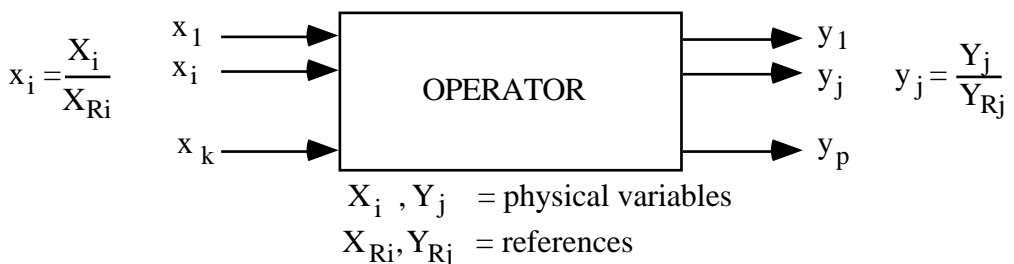 x1 y1
xi = Xi / XRi xi OPERATOR yj yj = Yj / YRj
xk yp
Xi , Yj = physical variables
XRi, YRj = references